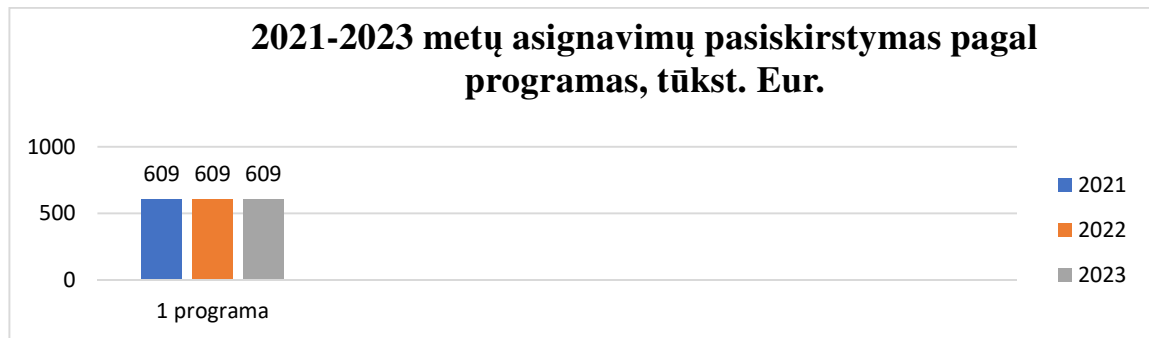 2021-2023 metų asignavimų pasiskirstymas pagal
programas, tūkst. Eur.
1000
609 609 609
500
0
1 programa
2021
2022
2023